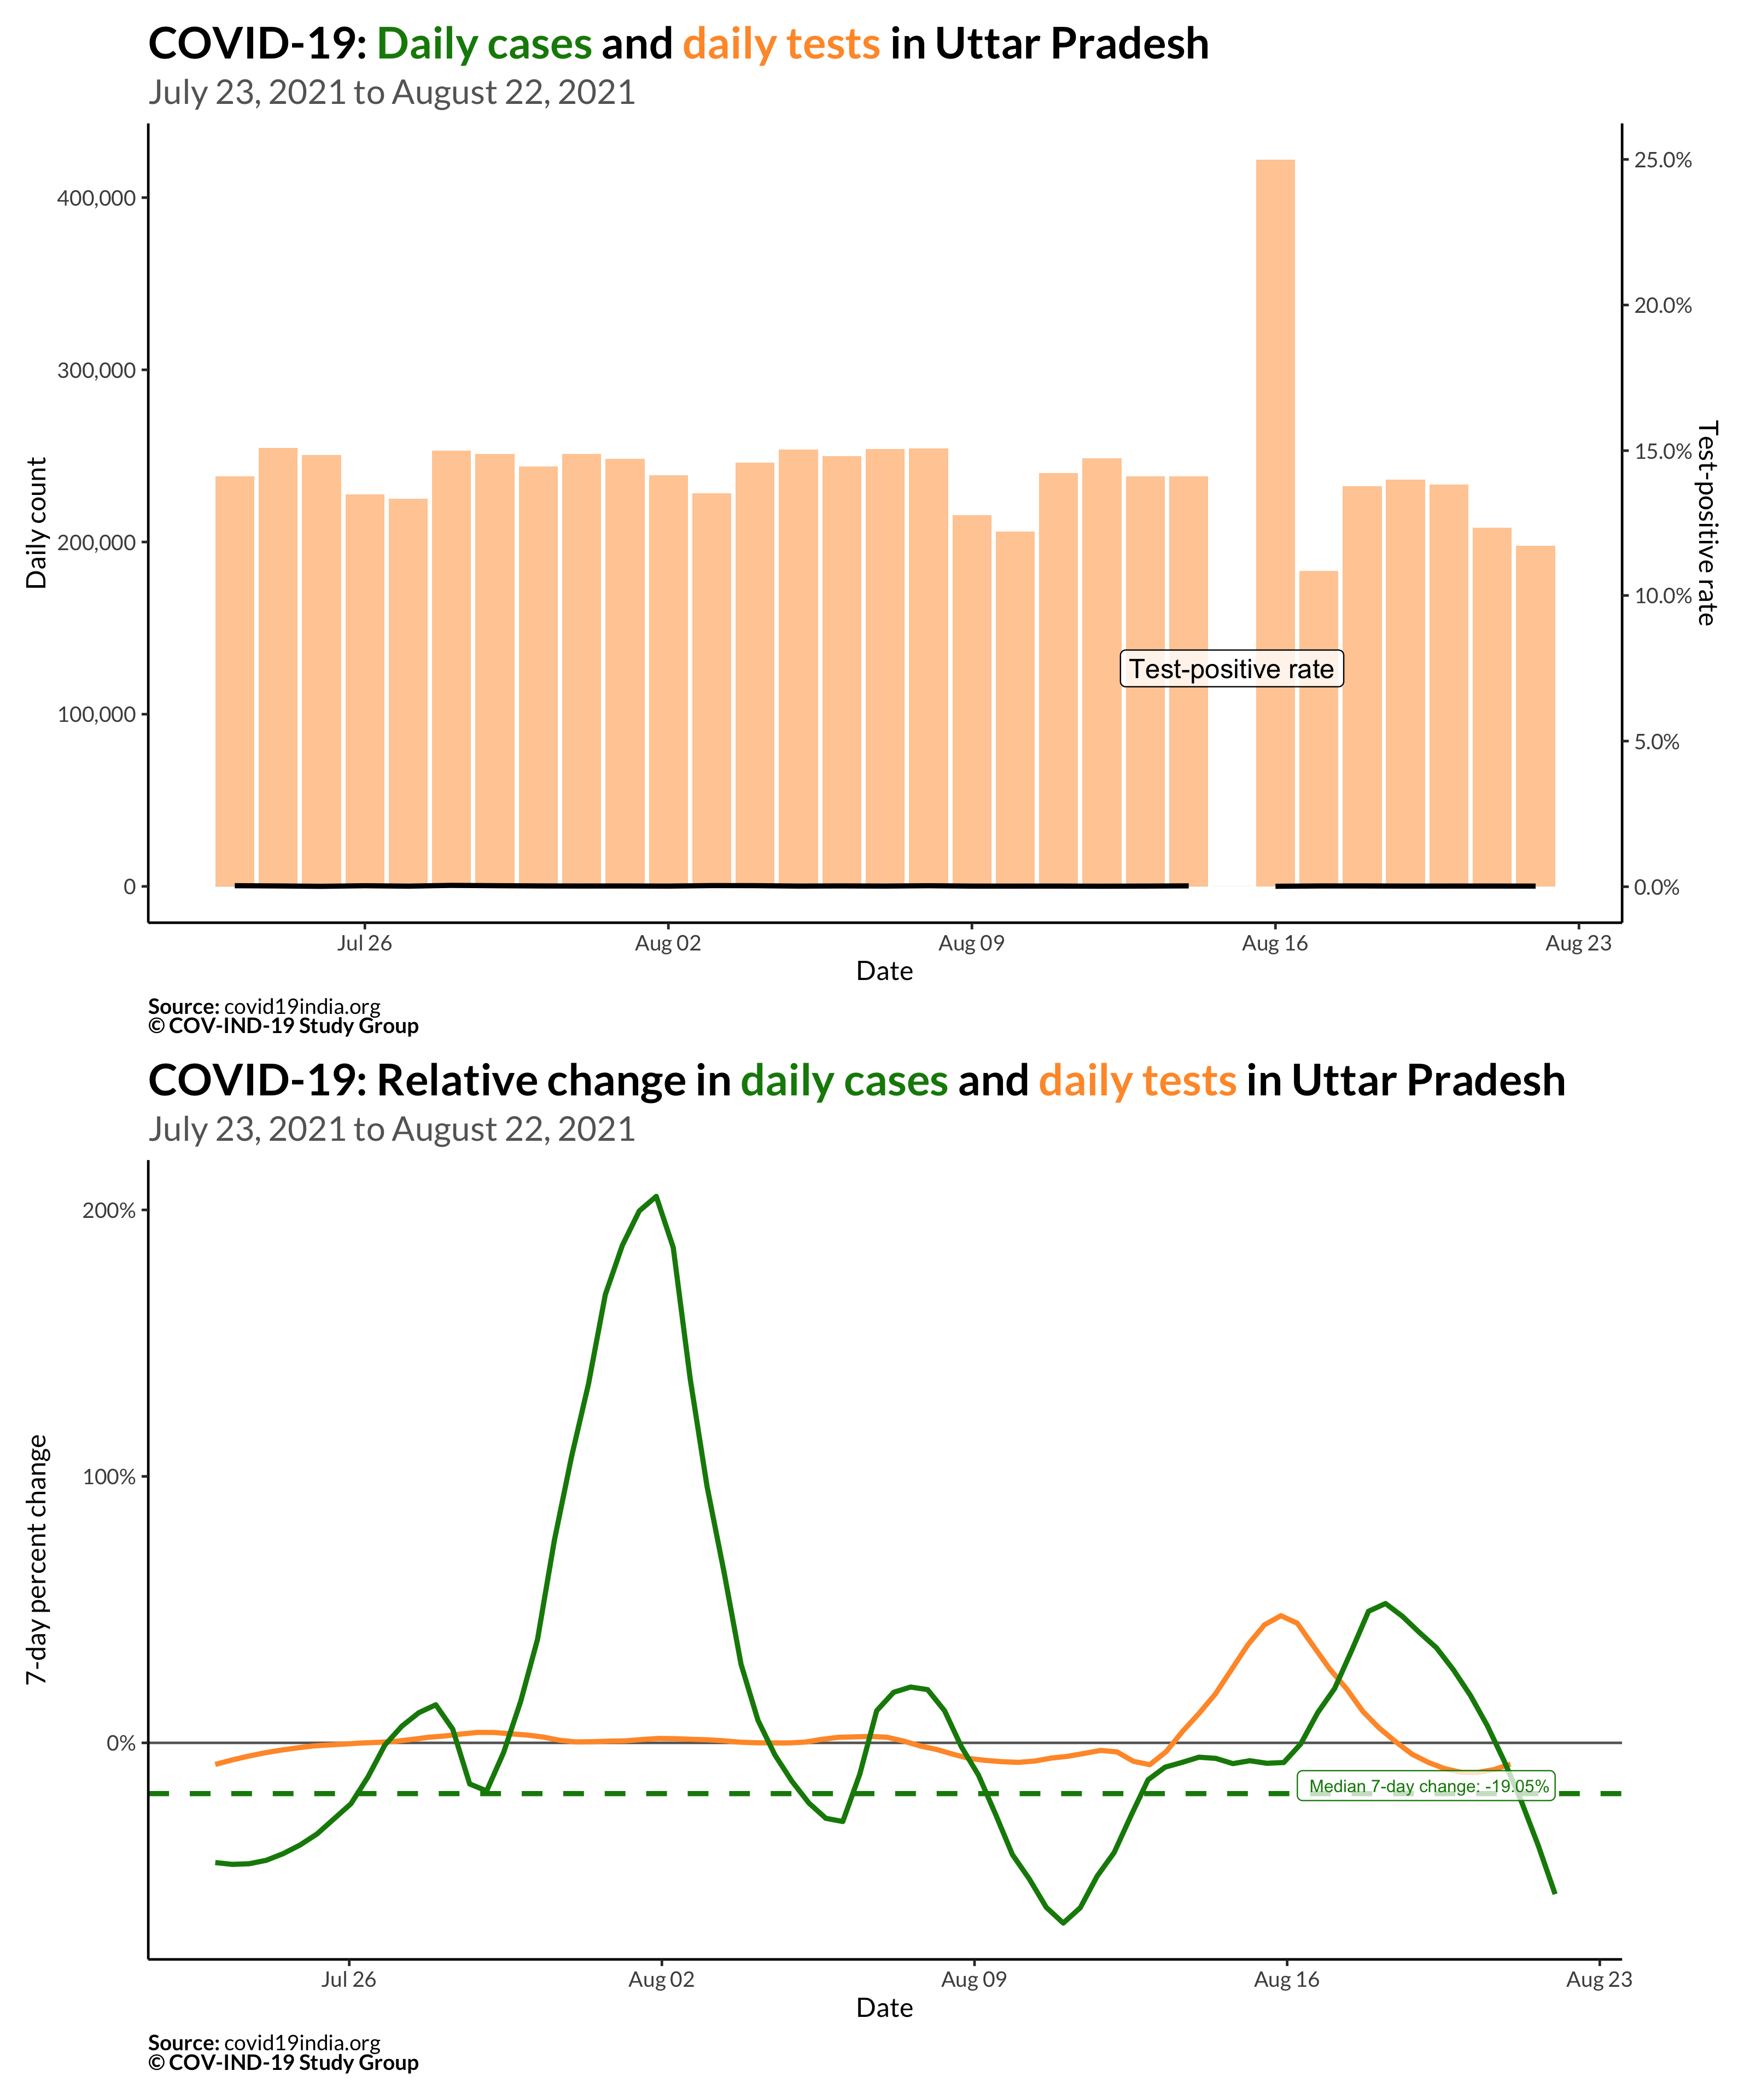 COVID-19: Daily cases and daily tests in Uttar Pradesh
July 23, 2021 to August 22, 2021
Daily count
400,000
300,000
200,000
100,000
0
25.0%
20.0%
15.0%
10.0%
5.0%
0.0%
Test-positive rate
Test-positive rate
Jul 26
Aug 02
Aug 09
Aug 16
Aug 23
Date
Source: covid19india.org
© COV-IND-19 Study Group
COVID-19: Relative change in daily cases and daily tests in Uttar Pradesh
July 23, 2021 to August 22, 2021
7-day percent change
200%
100%
0%
Median 7-day change: -19.05%
Jul 26
Aug 02
Aug 09
Aug 16
Aug 23
Date
Source: covid19india.org
© COV-IND-19 Study Group